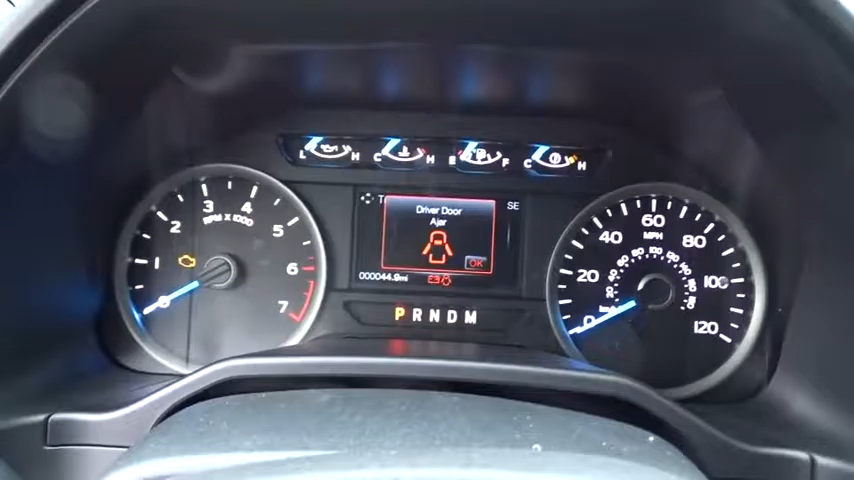 L H C H E F C H
T SE
Driver Door
Ajar
OK
000044.9mi
P R N D M
0 1 2 3 4 5 6 7
RPM X 1000
0 20 40 60 80 100 120
MPH
km/h